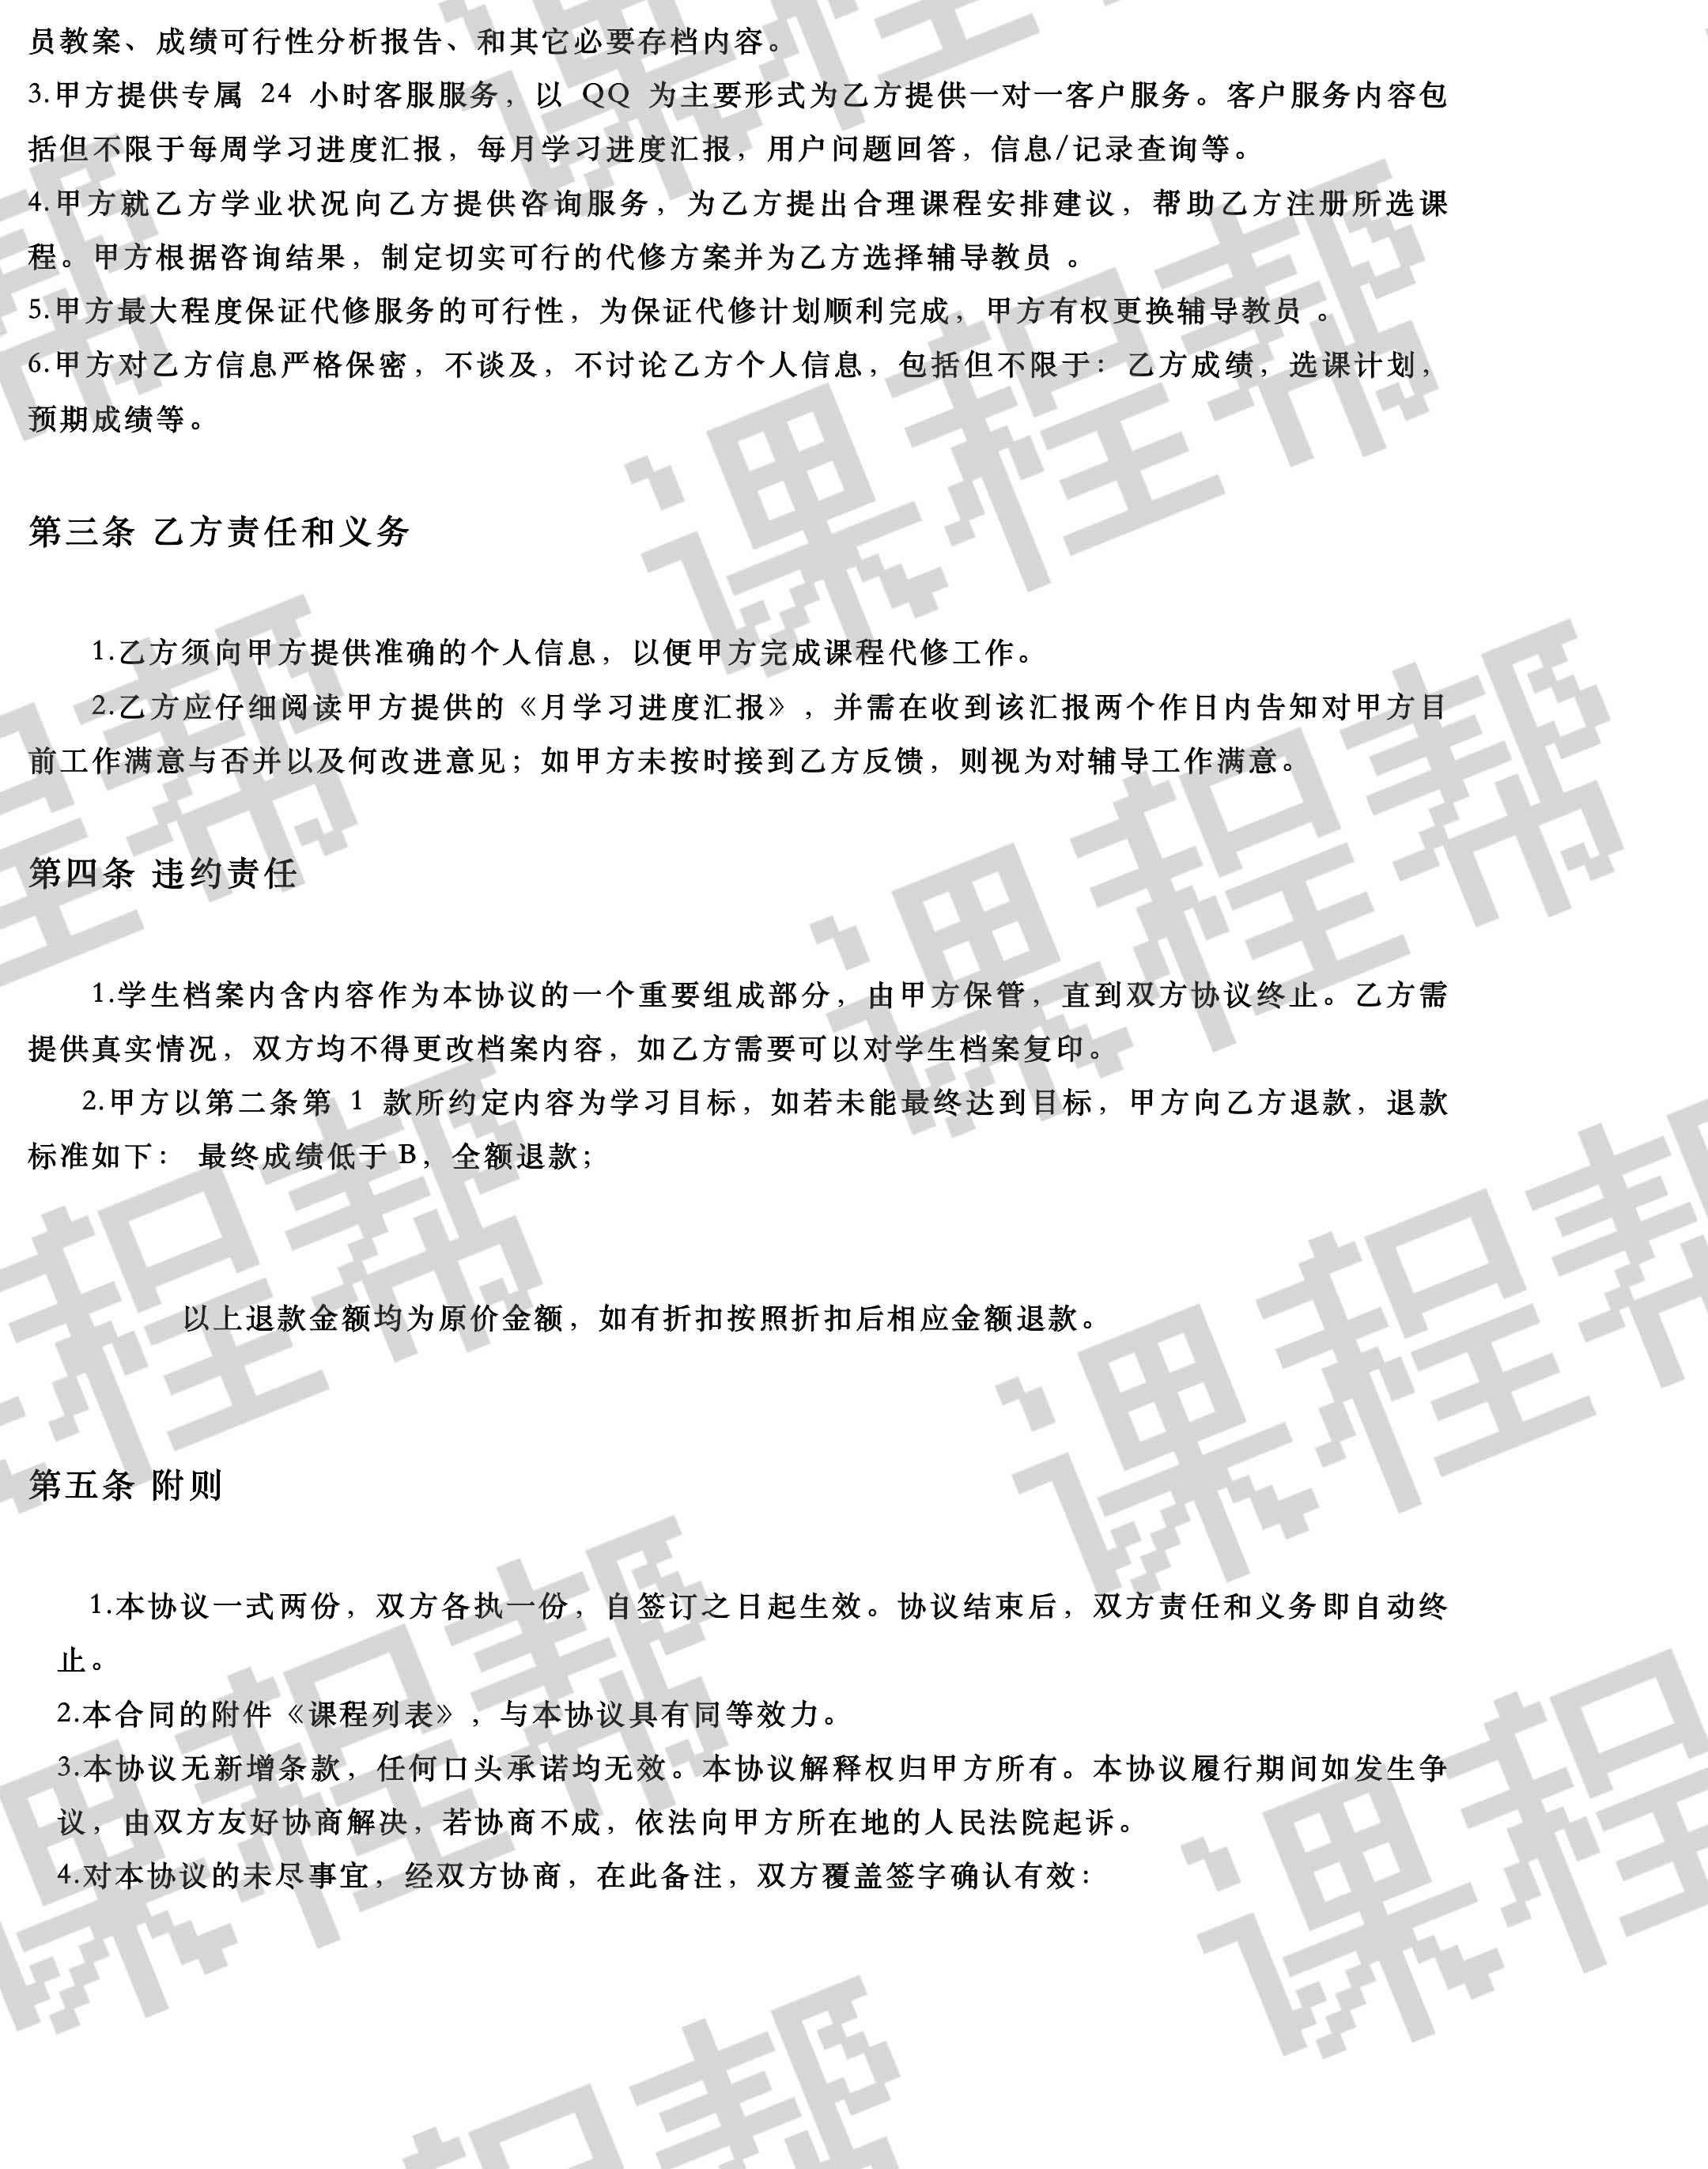 员教案、成绩可行性分析报告、和其它必要存档内容。
3.甲方提供专属 24 小时客服服务，以 QQ 为主要形式为乙方提供一对一客户服务。客户服务内容包
括但不限于每周学习进度汇报，每月学习进度汇报，用户问题回答，信息/记录查询等。
4.甲方就乙方学业状况向乙方提供咨询服务，为乙方提出合理课程安排建议，帮助乙方注册所选课
程。甲方根据咨询结果，制定切实可行的代修方案并为乙方选择辅导教员 。
5.甲方最大程度保证代修服务的可行性，为保证代修计划顺利完成，甲方有权更换辅导教员 。
6.甲方对乙方信息严格保密，不谈及，不讨论乙方个人信息，包括但不限于：乙方成绩，选课计划，
预期成绩等。
第三条 乙方责任和义务
1.乙方须向甲方提供准确的个人信息，以便甲方完成课程代修工作。
2.乙方应仔细阅读甲方提供的《月学习进度汇报》，并需在收到该汇报两个作日内告知对甲方目
前工作满意与否并以及何改进意见；如甲方未按时接到乙方反馈，则视为对辅导工作满意。
第四条 违约责任
1.学生档案内含内容作为本协议的一个重要组成部分，由甲方保管，直到双方协议终止。乙方需
提供真实情况，双方均不得更改档案内容，如乙方需要可以对学生档案复印。
2.甲方以第二条第 1 款所约定内容为学习目标，如若未能最终达到目标，甲方向乙方退款，退款
标准如下： 最终成绩低于 B，全额退款；
以上退款金额均为原价金额，如有折扣按照折扣后相应金额退款。
第五条 附则
1.本协议一式两份，双方各执一份，自签订之日起生效。协议结束后，双方责任和义务即自动终
止。
2.本合同的附件《课程列表》，与本协议具有同等效力。
3.本协议无新增条款，任何口头承诺均无效。本协议解释权归甲方所有。本协议履行期间如发生争
议，由双方友好协商解决，若协商不成，依法向甲方所在地的人民法院起诉。
4.对本协议的未尽事宜，经双方协商，在此备注，双方覆盖签字确认有效：
课程帮
课程帮
课程帮
课程帮
课程帮